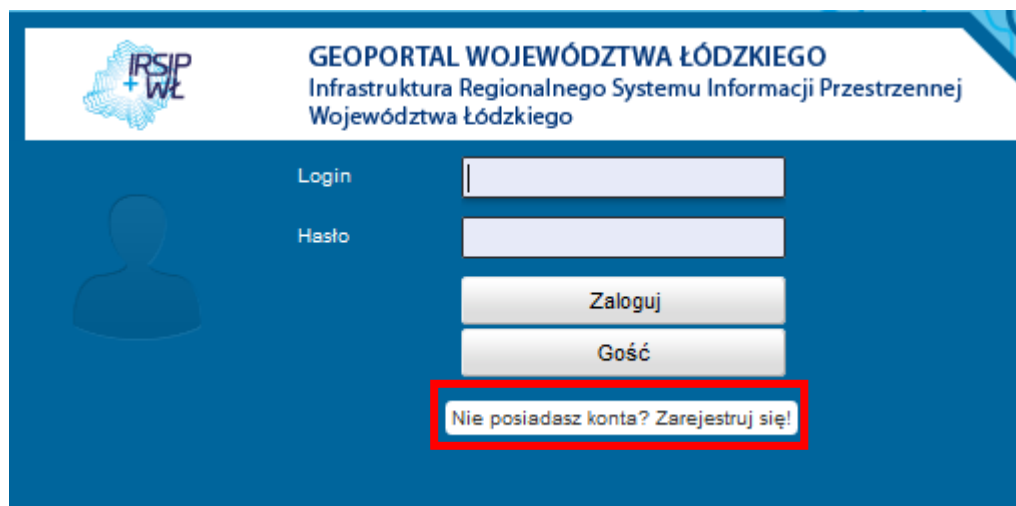 IRSIP
+ WŁ
GEOPORTAL WOJEWÓDZTWA ŁÓDZKIEGO
Infrastruktura Regionalnego Systemu Informacji Przestrzennej
Województwa Łódzkiego
Login
Hasło
Zaloguj
Gość
Nie posiadasz konta? Zarejestruj się!